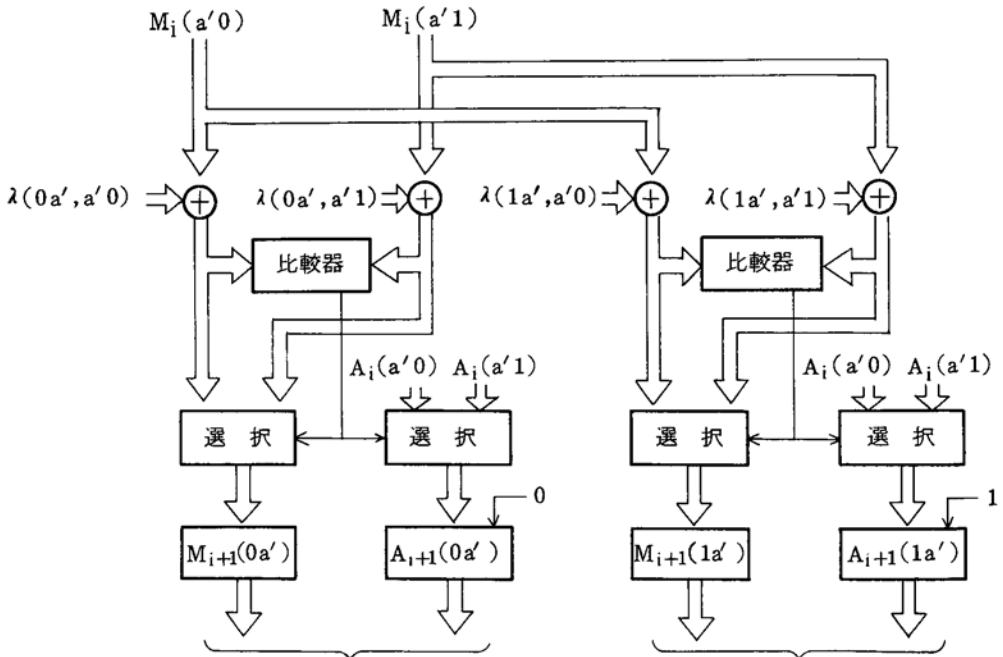 Mi(a′0) Mi(a′1)
λ(0a′,a′0) + λ(0a′,a′1) + λ(1a′,a′0) + λ(1a′,a′1) +
比較器 比較器
Ai(a′0) Ai(a′1) Ai(a′0) Ai(a′1)
選 択 選 択 選 択 選 択
0 1
Mi+1(0a′) Ai+1(0a′) Mi+1(1a′) Ai+1(1a′)